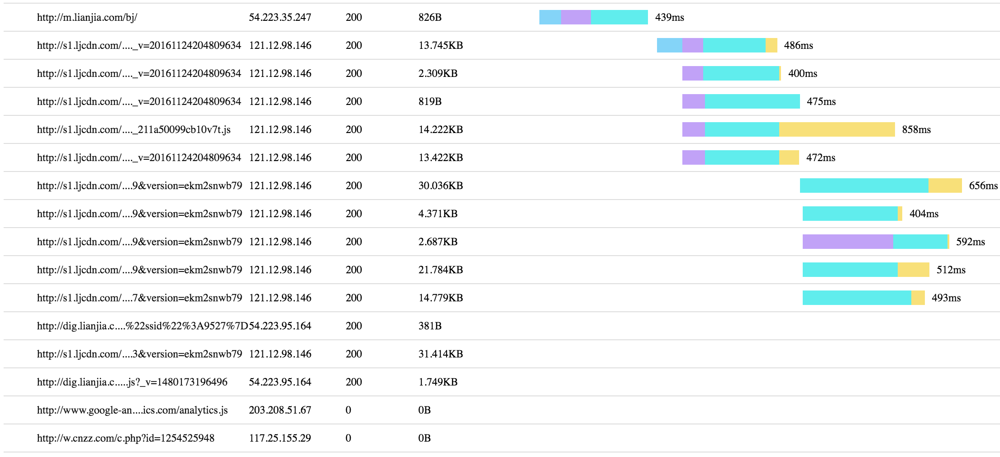 http://m.lianjia.com/bj/ 54.223.35.247 200 826B 439ms
http://s1.ljcdn.com/...._v=20161124204809634 121.12.98.146 200 13.745KB 486ms
http://s1.ljcdn.com/...._v=20161124204809634 121.12.98.146 200 2.309KB 400ms
http://s1.ljcdn.com/...._v=20161124204809634 121.12.98.146 200 819B 475ms
http://s1.ljcdn.com/...._211a50099cb10v7t.js 121.12.98.146 200 14.222KB 858ms
http://s1.ljcdn.com/...._v=20161124204809634 121.12.98.146 200 13.422KB 472ms
http://s1.ljcdn.com/....9&version=ekm2snwb79 121.12.98.146 200 30.036KB 656ms
http://s1.ljcdn.com/....9&version=ekm2snwb79 121.12.98.146 200 4.371KB 404ms
http://s1.ljcdn.com/....9&version=ekm2snwb79 121.12.98.146 200 2.687KB 592ms
http://s1.ljcdn.com/....9&version=ekm2snwb79 121.12.98.146 200 21.784KB 512ms
http://s1.ljcdn.com/....7&version=ekm2snwb79 121.12.98.146 200 14.779KB 493ms
http://dig.lianjia.c....%22ssid%22%3A9527%7D 54.223.95.164 200 381B
http://s1.ljcdn.com/....3&version=ekm2snwb79 121.12.98.146 200 31.414KB
http://dig.lianjia.c.....js?_v=1480173196496 54.223.95.164 200 1.749KB
http://www.google-an....ics.com/analytics.js 203.208.51.67 0 0B
http://w.cnzz.com/c.php?id=1254525948 117.25.155.29 0 0B